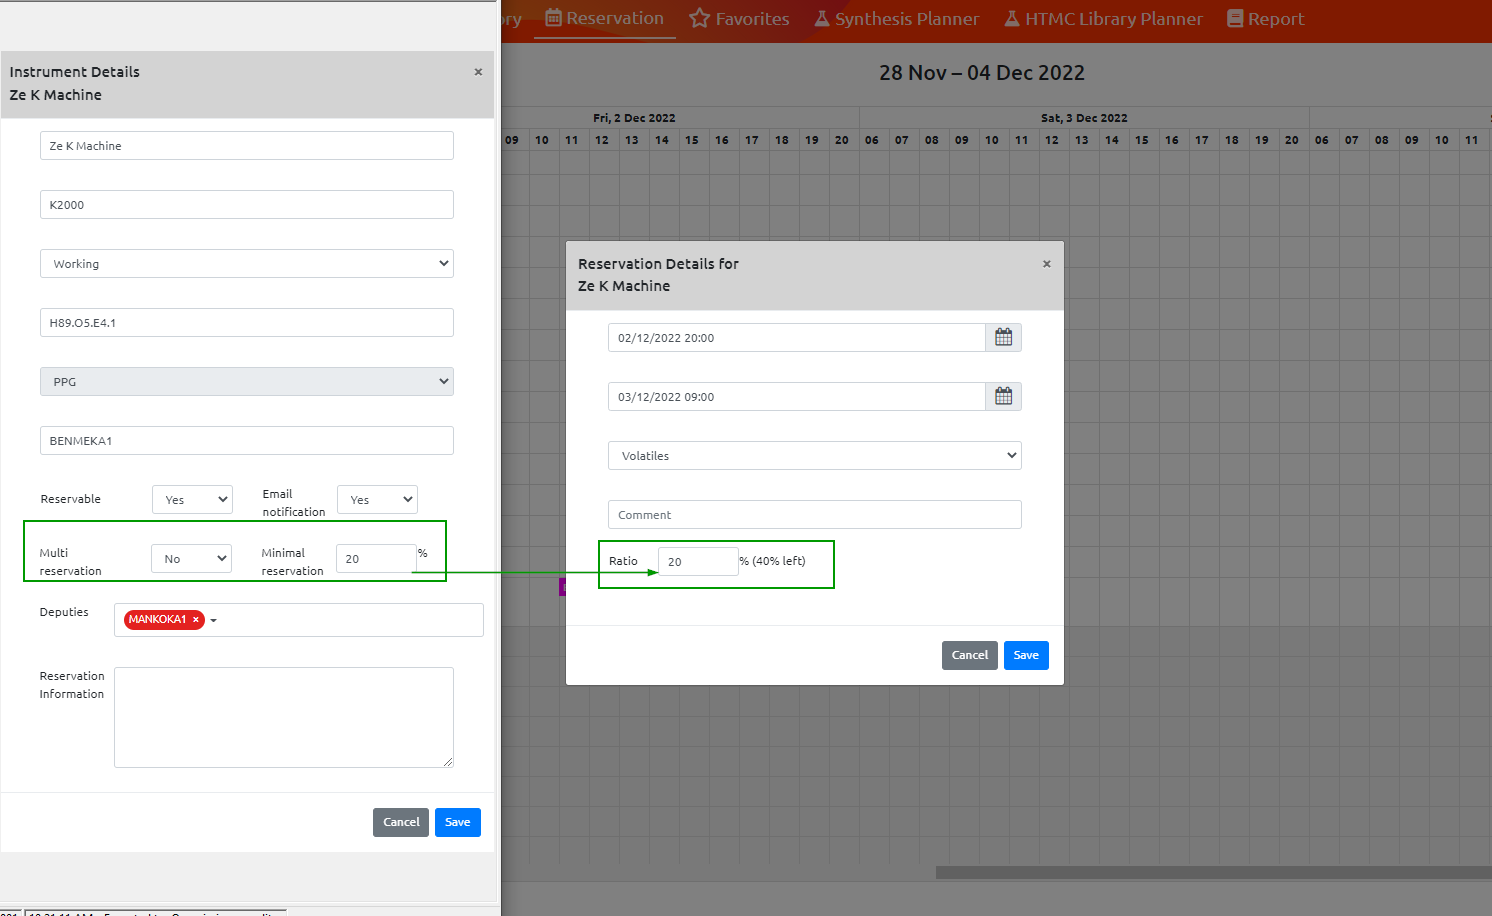 ry Reservation Favorites Synthesis Planner HTMC Library Planner Report
28 Nov – 04 Dec 2022
Fri, 2 Dec 2022 Sat, 3 Dec 2022
09 10 11 12 13 14 15 16 17 18 19 20 06 07 08 09 10 11 12 13 14 15 16 17 18 19 20 06 07 08 09 10 11
Instrument Details ×
Ze K Machine
Ze K Machine
K2000
Working
H89.O5.E4.1
PPG
BENMEKA1
Reservable Yes Email notification Yes
Multi reservation No Minimal reservation 20 %
Deputies MANKOKA1 ×
Reservation Information
Cancel Save
Reservation Details for ×
Ze K Machine
02/12/2022 20:00
03/12/2022 09:00
Volatiles
Comment
Ratio 20 % (40% left)
Cancel Save